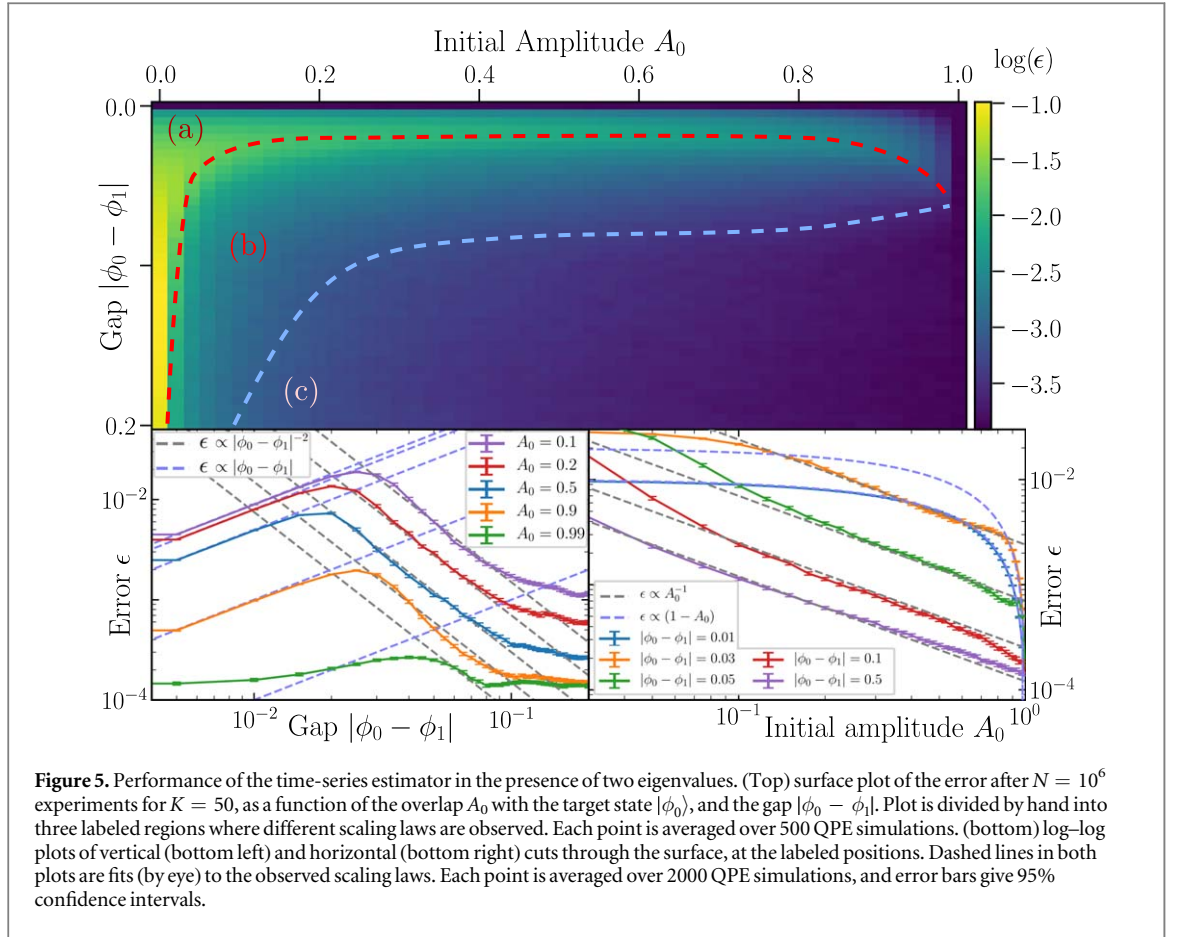 Initial Amplitude A₀
log(ϵ)
0.0 0.2 0.4 0.6 0.8 1.0
0.0
0.2
Gap |ϕ₀ − ϕ₁|
(a)
(b)
(c)
−1.0
−1.5
−2.0
−2.5
−3.0
−3.5
ϵ ∝ |ϕ₀ − ϕ₁|⁻²
ϵ ∝ |ϕ₀ − ϕ₁|
A₀ = 0.1
A₀ = 0.2
A₀ = 0.5
A₀ = 0.9
A₀ = 0.99
Error ϵ
10⁻²
10⁻⁴
10⁻² 10⁻¹
Gap |ϕ₀ − ϕ₁|
ϵ ∝ A₀⁻¹
ϵ ∝ (1 − A₀)
|ϕ₀ − ϕ₁| = 0.01
|ϕ₀ − ϕ₁| = 0.03
|ϕ₀ − ϕ₁| = 0.05
|ϕ₀ − ϕ₁| = 0.1
|ϕ₀ − ϕ₁| = 0.5
10⁻²
10⁻⁴
Error ϵ
10⁻¹ 10⁰
Initial amplitude A₀
Figure 5. Performance of the time-series estimator in the presence of two eigenvalues. (Top) surface plot of the error after N = 10⁶
experiments for K = 50, as a function of the overlap A₀ with the target state |ϕ₀⟩, and the gap |ϕ₀ − ϕ₁|. Plot is divided by hand into
three labeled regions where different scaling laws are observed. Each point is averaged over 500 QPE simulations. (bottom) log–log
plots of vertical (bottom left) and horizontal (bottom right) cuts through the surface, at the labeled positions. Dashed lines in both
plots are fits (by eye) to the observed scaling laws. Each point is averaged over 2000 QPE simulations, and error bars give 95%
confidence intervals.